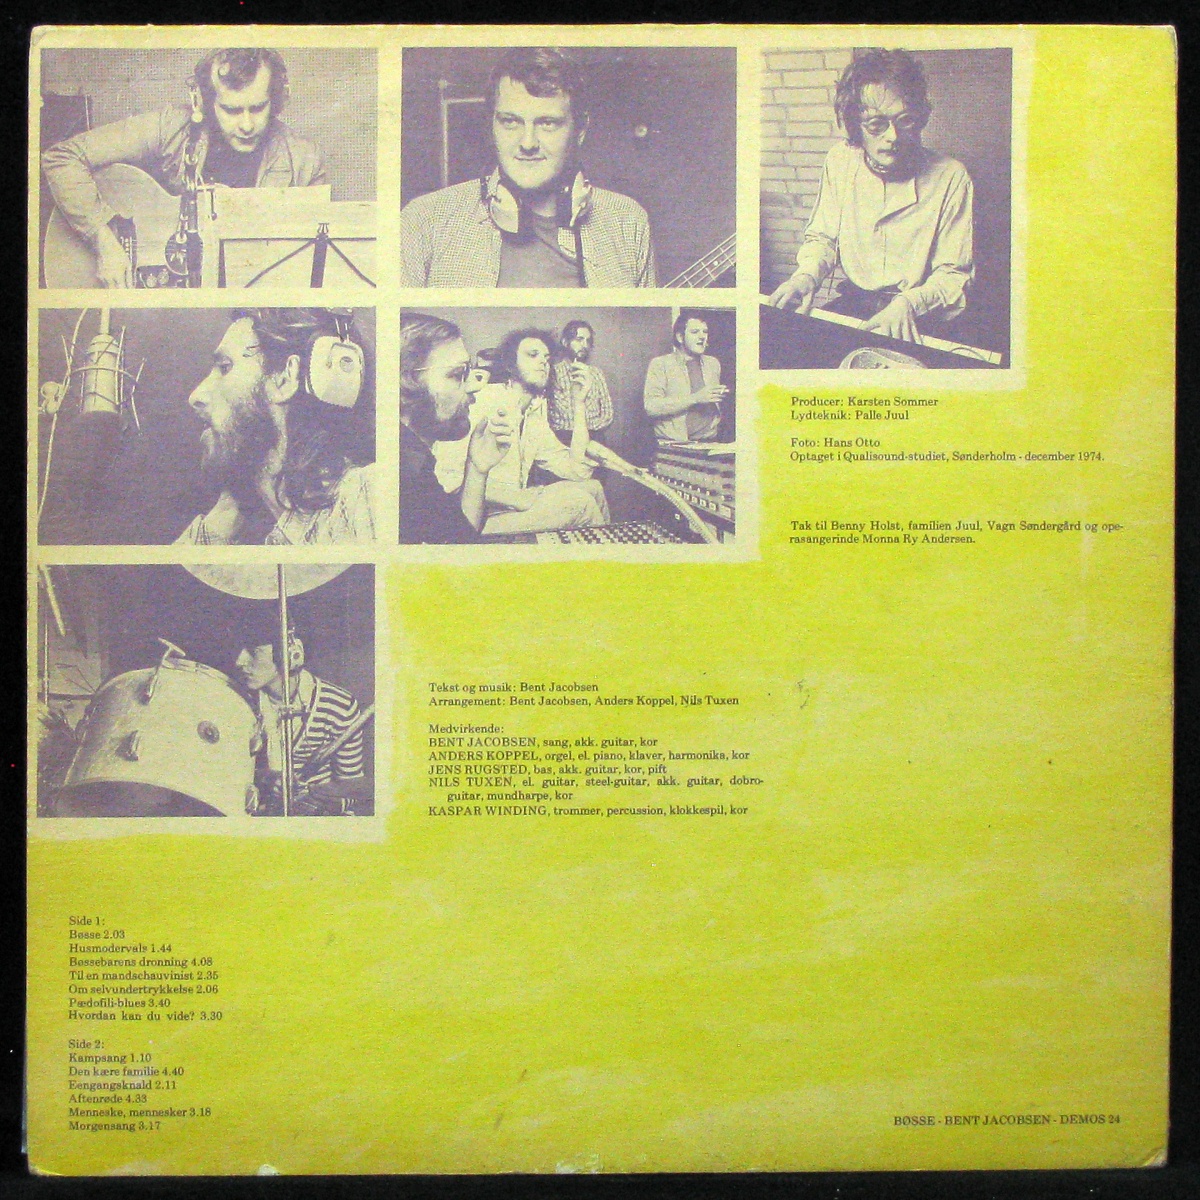 Producer: Karsten Sommer
Lydteknik: Palle Juul
Foto: Hans Otto
Optaget i Qualisound-studiet, Sønderholm - december 1974.
Tak til Benny Holst, familien Juul, Vagn Søndergård og ope-
rasangerinde Monna Ry Andersen.
Tekst og musik: Bent Jacobsen
Arrangement: Bent Jacobsen, Anders Koppel, Nils Tuxen
Medvirkende:
BENT JACOBSEN, sang, akk. guitar, kor
ANDERS KOPPEL, orgel, el. piano, klaver, harmonika, kor
JENS RUGSTED, bas, akk. guitar, kor, pift
NILS TUXEN, el. guitar, steel-guitar, akk. guitar, dobro-
guitar, mundharpe, kor
KASPAR WINDING, trommer, percussion, klokkespil, kor
Side 1:
Bøsse 2.03
Husmodervals 1.44
Bøssebarens dronning 4.08
Til en mandschauvinist 2.35
Om selvundertrykkelse 2.06
Pædofili-blues 3.40
Hvordan kan du vide? 3.30
Side 2:
Kampsang 1.10
Den kære familie 4.40
Eengangsknald 2.11
Aftenrøde 4.33
Menneske, mennesker 3.18
Morgensang 3.17
BØSSE - BENT JACOBSEN - DEMOS 24